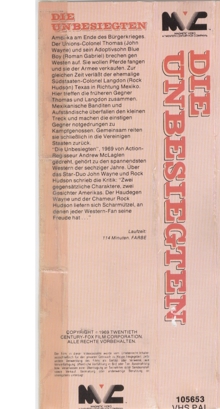 DIE
UNBESIEGTEN
Amerika am Ende des Bürgerkriegs.
Der Unions-Colonel Thomas (John
Wayne) und sein Adoptivsohn Blue
Boy (Roman Gabriel) brechen gen
Westen auf. Sie wollen Pferde fangen
und sie der Armee verkaufen. Zur
gleichen Zeit verläßt der ehemalige
Südstaaten-Colonel Langdon (Rock
Hudson) Texas in Richtung Mexiko.
Hier treffen die früheren Gegner
Thomas und Langdon zusammen.
Mexikanische Banditen und
Aufständische überfallen den kleinen
Treck und machen die einstigen
Gegner notgedrungen zu
Kampfgenossen. Gemeinsam reiten
sie schließlich in die Vereinigten
Staaten zurück.
"Die Unbesiegten", 1969 von Action-
Regisseur Andrew McLaglen
gedreht, gehört zu den spannendsten
Western der sechziger Jahre. Über
das Star-Duo John Wayne und Rock
Hudson schrieb die Kritik: "Zwei
gegensätzliche Charaktere, zwei
Gesichter Amerikas. Der Haudegen
Wayne und der Charmeur Rock
Hudson liefern sich Scharmützel, an
denen jeder Western-Fan seine
Freude hat . . ."
Laufzeit:
114 Minuten, FARBE
COPYRIGHT © 1969 TWENTIETH
CENTURY-FOX FILM CORPORATION
ALLE RECHTE VORBEHALTEN.
MVC
MVC
DIE
UNBESIEGTEN
105653
VHS PAL